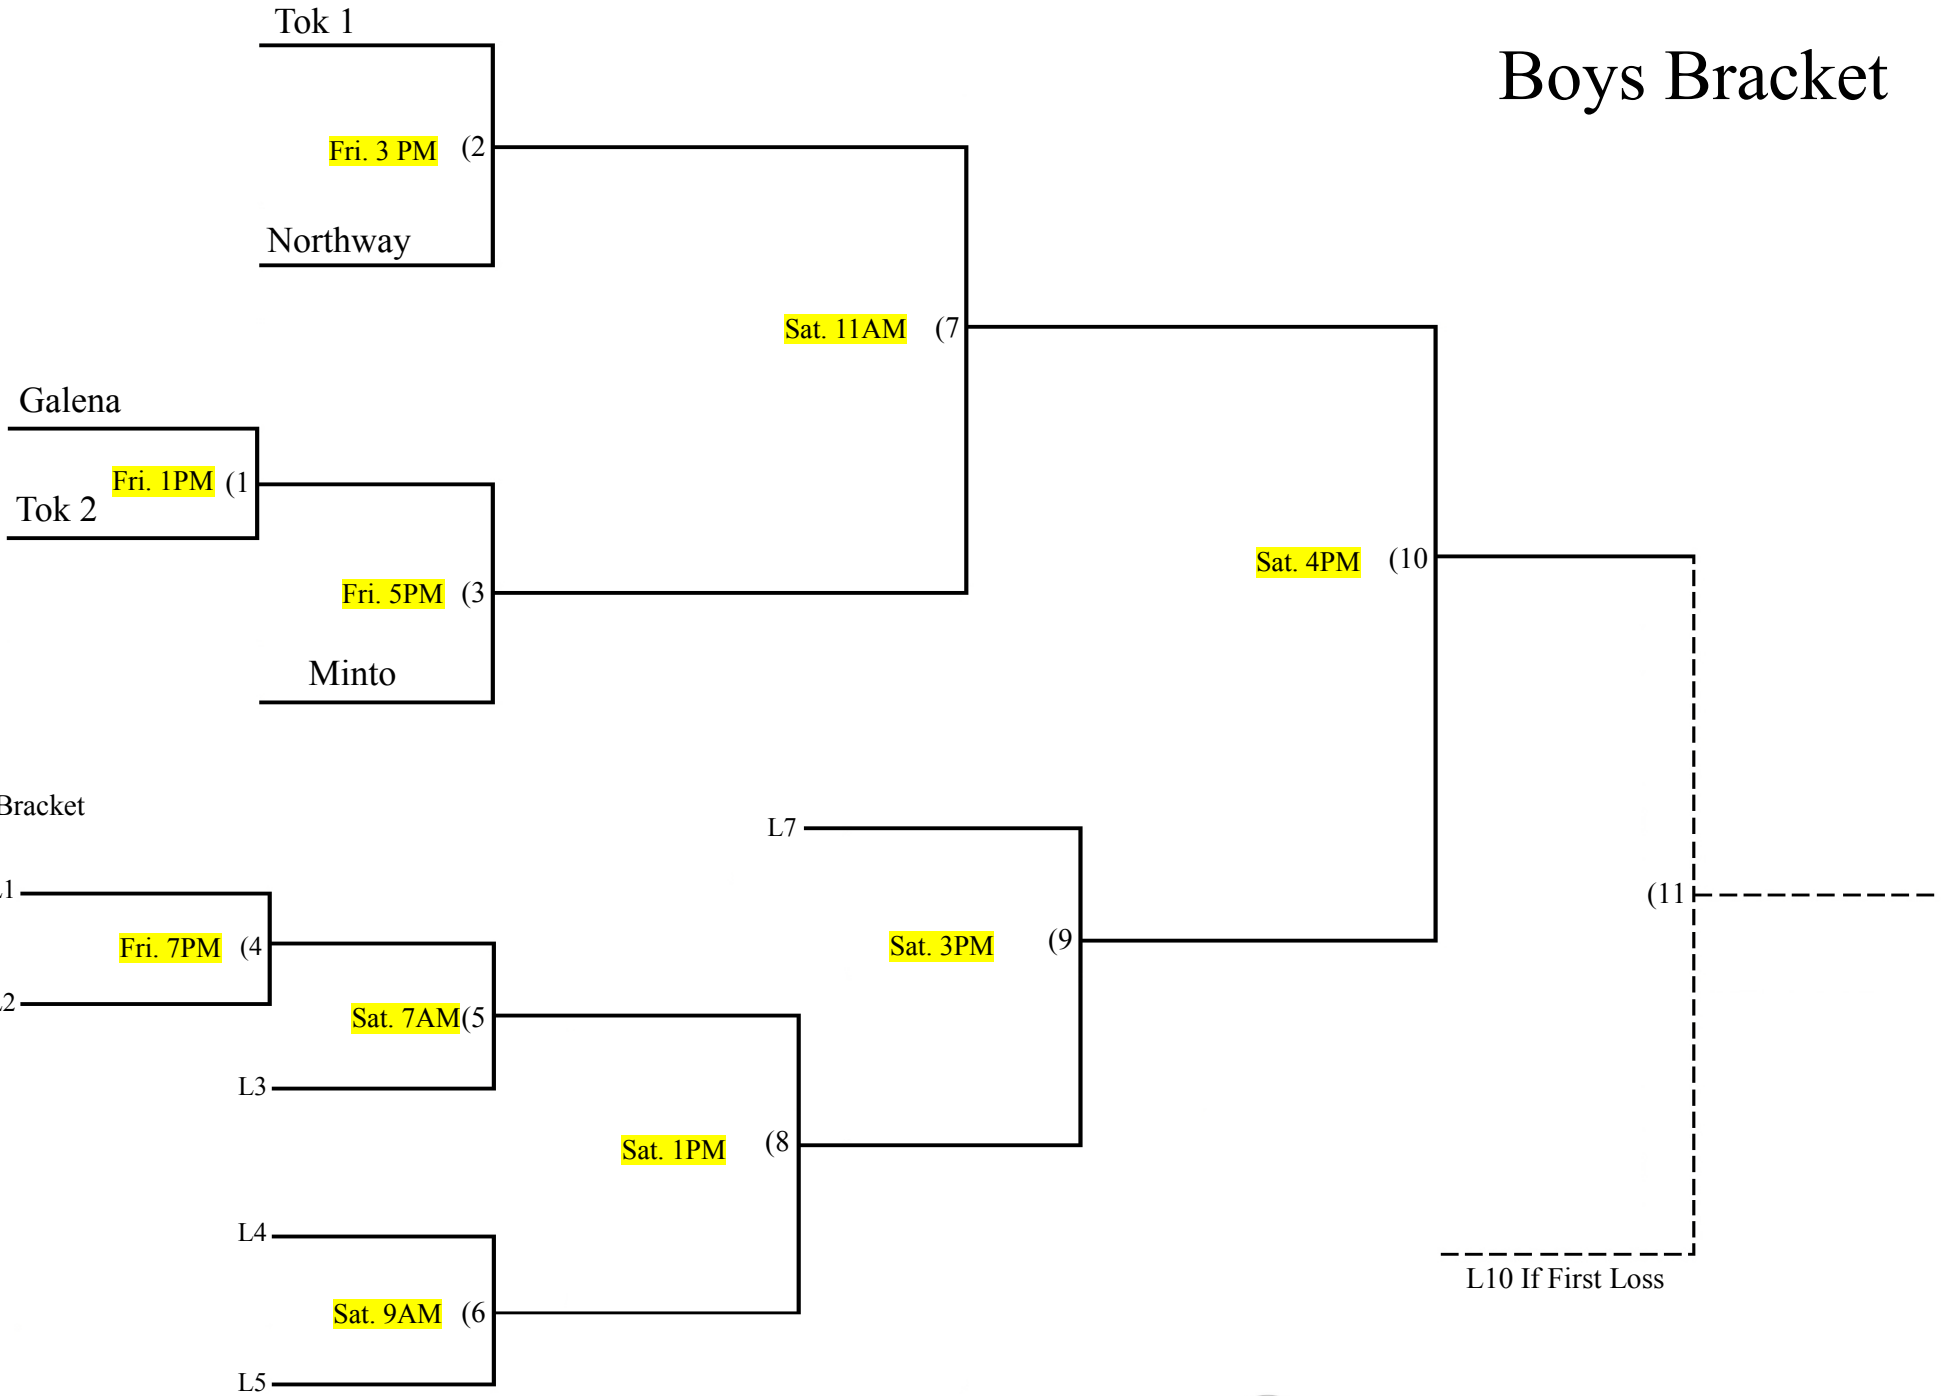 Tok 1
Boys Bracket
Fri. 3 PM (2
Northway
Sat. 11AM (7
Galena
Fri. 1PM (1
Tok 2
Sat. 4PM (10
Fri. 5PM (3
Minto
Bracket
L7
L1
(11
Fri. 7PM (4
Sat. 3PM (9
L2
Sat. 7AM(5
L3
Sat. 1PM (8
L4
L10 If First Loss
Sat. 9AM (6
L5